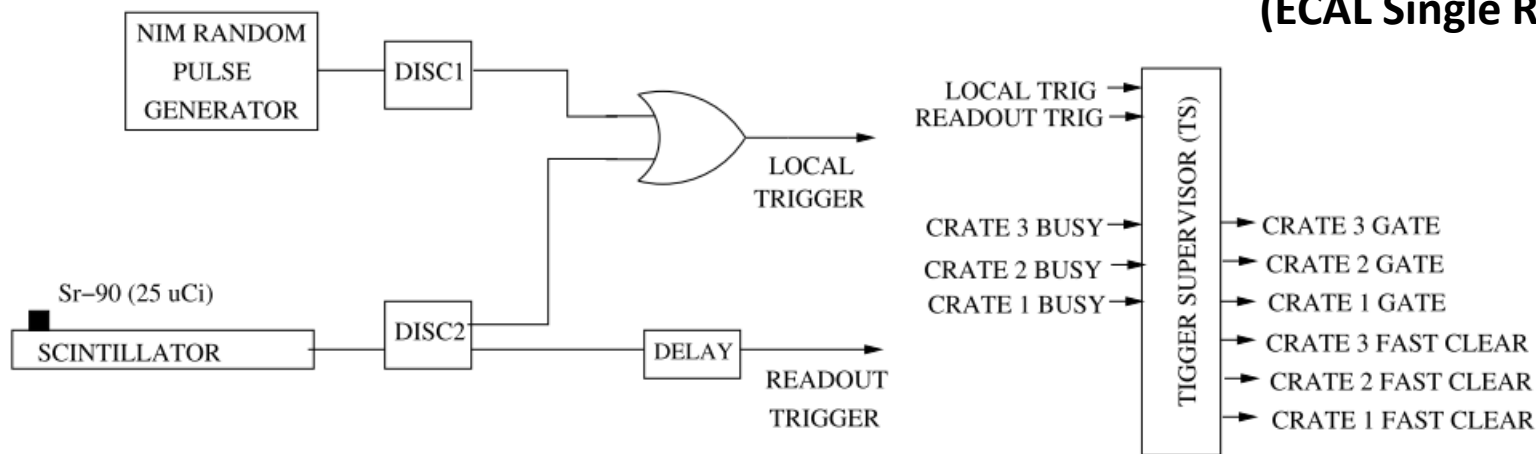 (ECAL Single R
NIM RANDOM
PULSE
GENERATOR
DISC1
LOCAL
TRIGGER
Sr-90 (25 uCi)
SCINTILLATOR
DISC2
DELAY
READOUT
TRIGGER
LOCAL TRIG
READOUT TRIG
CRATE 3 BUSY
CRATE 2 BUSY
CRATE 1 BUSY
TIGGER SUPERVISOR (TS)
CRATE 3 GATE
CRATE 2 GATE
CRATE 1 GATE
CRATE 3 FAST CLEAR
CRATE 2 FAST CLEAR
CRATE 1 FAST CLEAR